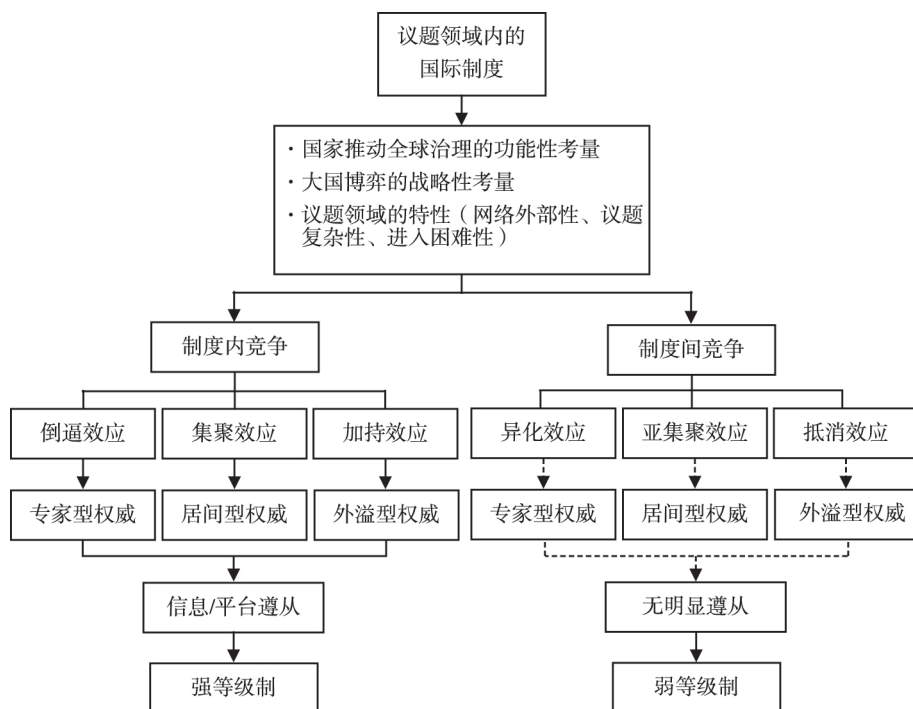 议题领域内的
国际制度
·国家推动全球治理的功能性考量
·大国博弈的战略性考量
·议题领域的特性（网络外部性、议题
复杂性、进入困难性）
制度内竞争
制度间竞争
倒逼效应
集聚效应
加持效应
异化效应
亚集聚效应
抵消效应
专家型权威
居间型权威
外溢型权威
专家型权威
居间型权威
外溢型权威
信息/平台遵从
无明显遵从
强等级制
弱等级制